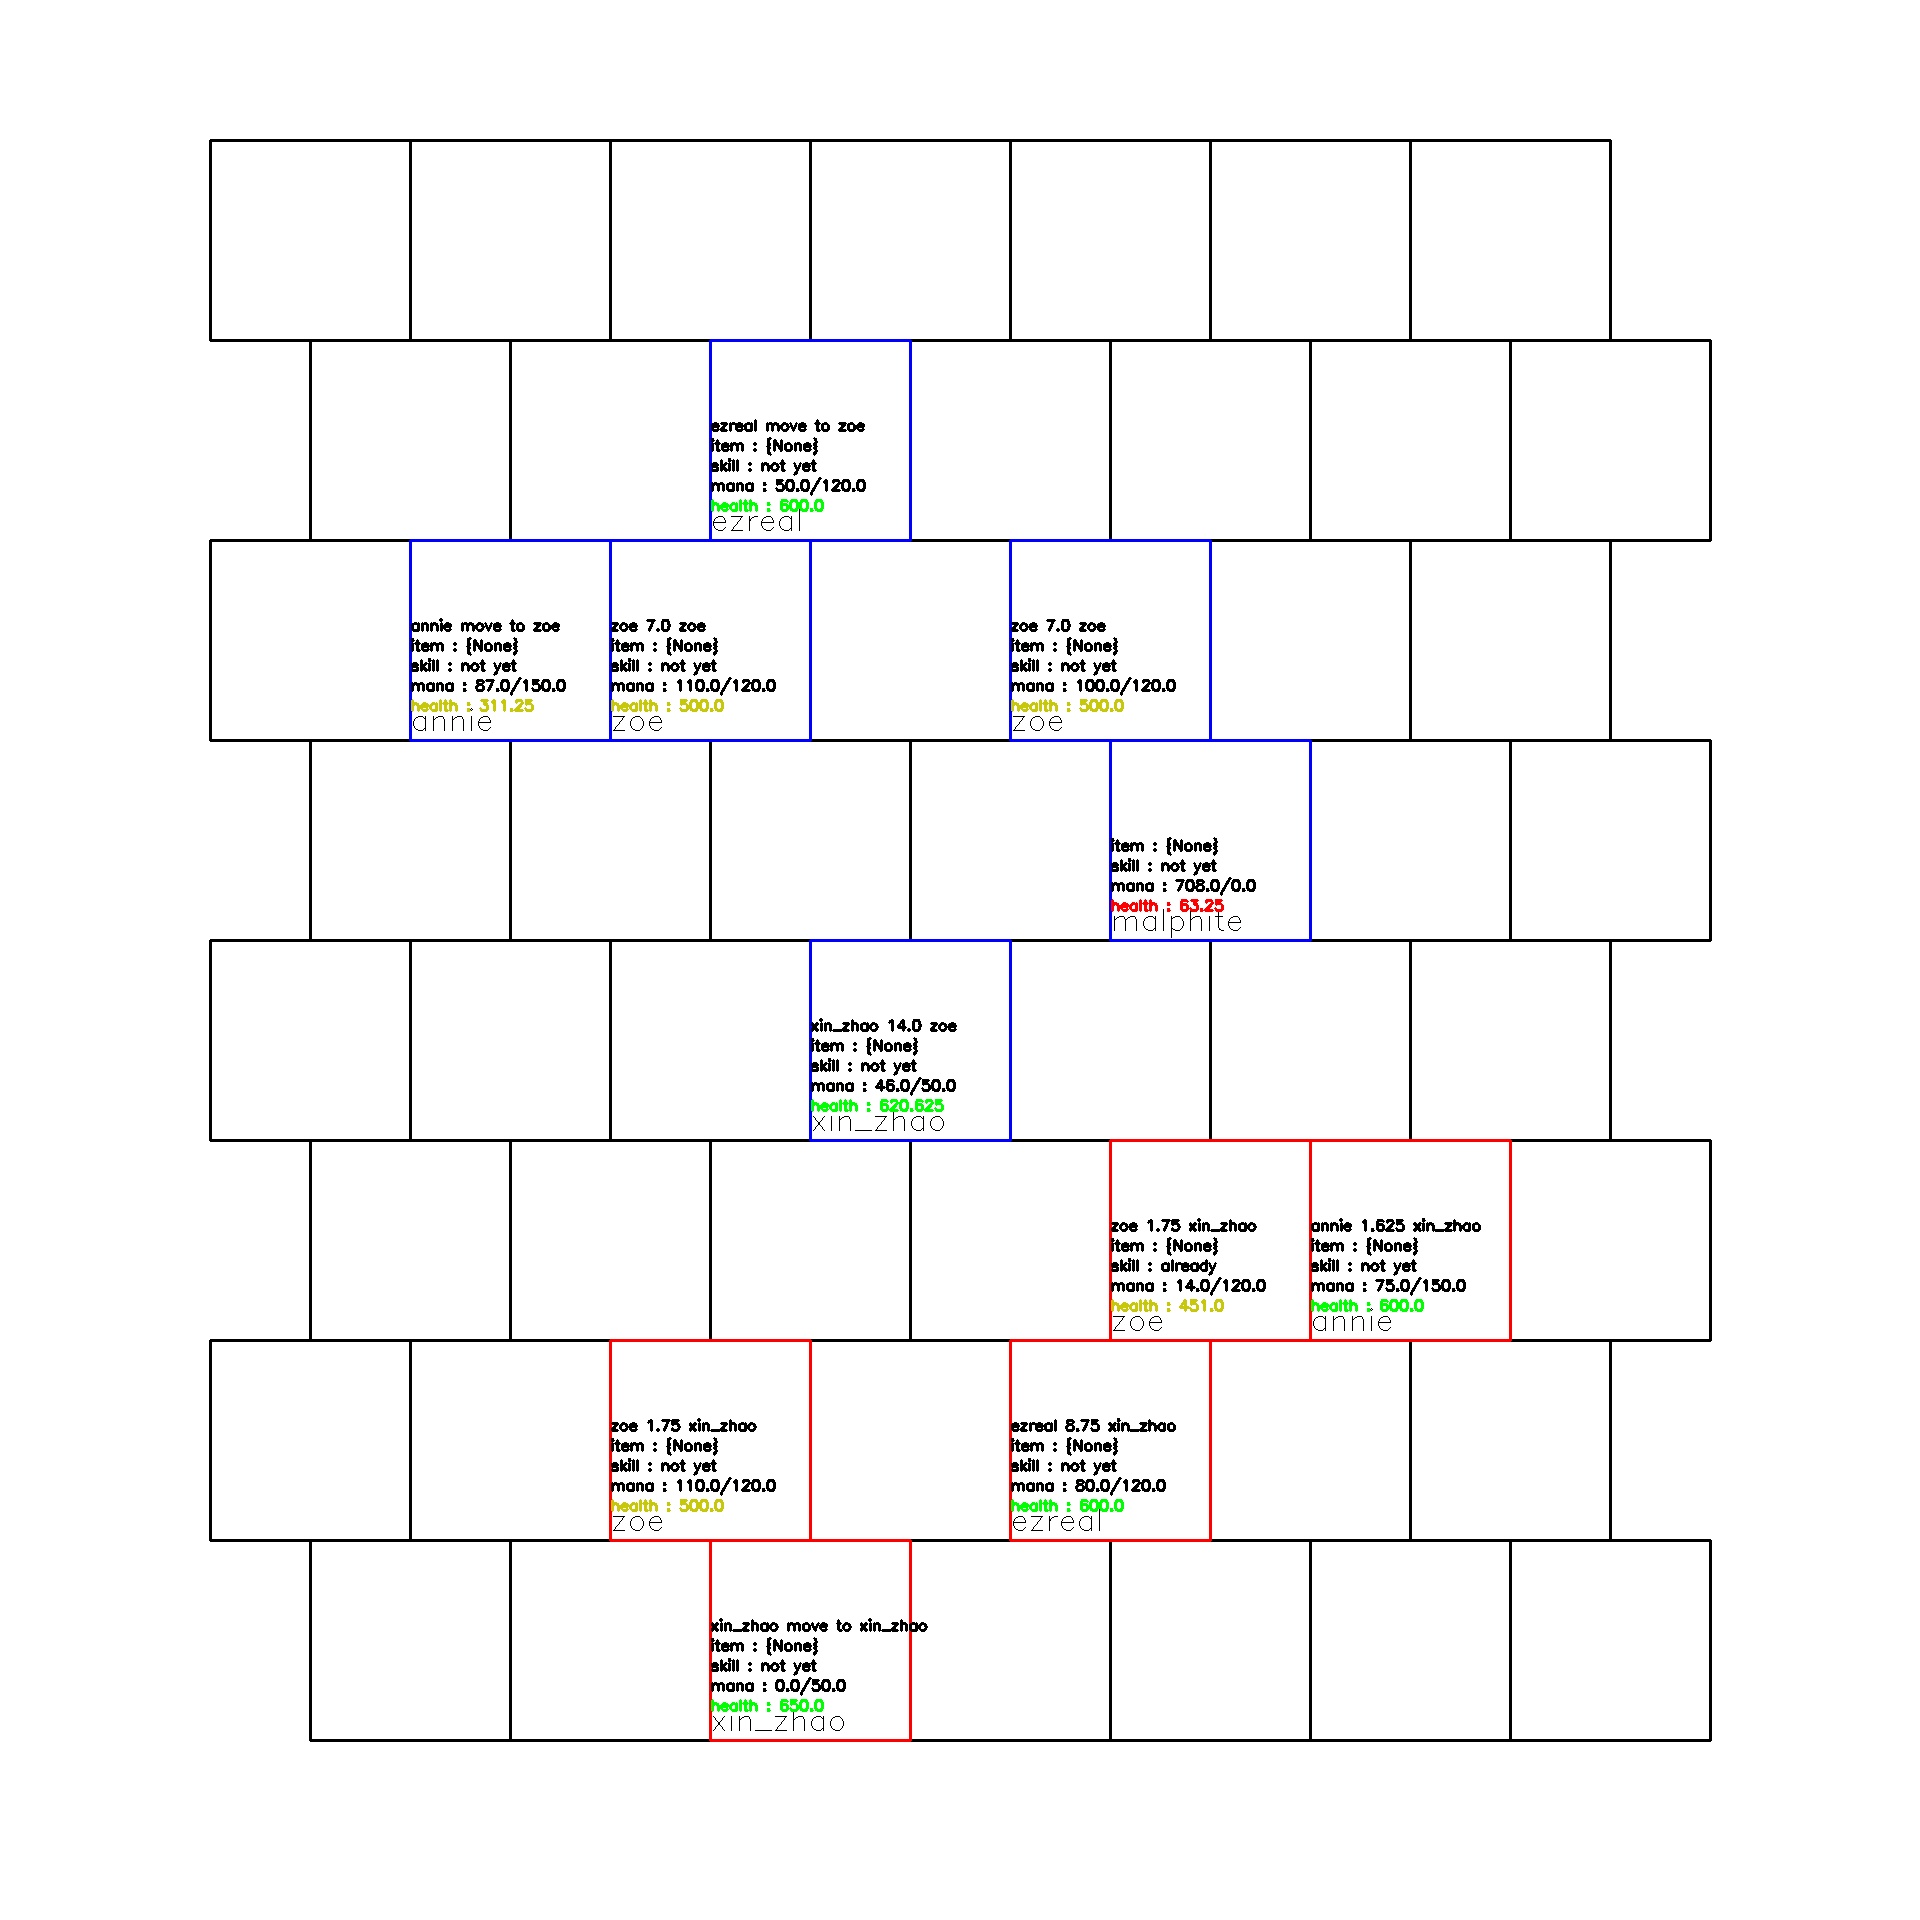 ezreal move to zoe
item : {None}
skill : not yet
mana : 50.0/120.0
health : 600.0
ezreal
annie move to zoe
item : {None}
skill : not yet
mana : 87.0/150.0
health : 311.25
annie
zoe 7.0 zoe
item : {None}
skill : not yet
mana : 110.0/120.0
health : 500.0
zoe
zoe 7.0 zoe
item : {None}
skill : not yet
mana : 100.0/120.0
health : 500.0
zoe
item : {None}
skill : not yet
mana : 708.0/0.0
health : 63.25
malphite
xin_zhao 14.0 zoe
item : {None}
skill : not yet
mana : 46.0/50.0
health : 620.625
xin_zhao
zoe 1.75 xin_zhao
item : {None}
skill : already
mana : 14.0/120.0
health : 451.0
zoe
annie 1.625 xin_zhao
item : {None}
skill : not yet
mana : 75.0/150.0
health : 600.0
annie
zoe 1.75 xin_zhao
item : {None}
skill : not yet
mana : 110.0/120.0
health : 500.0
zoe
ezreal 8.75 xin_zhao
item : {None}
skill : not yet
mana : 80.0/120.0
health : 600.0
ezreal
xin_zhao move to xin_zhao
item : {None}
skill : not yet
mana : 0.0/50.0
health : 650.0
xin_zhao